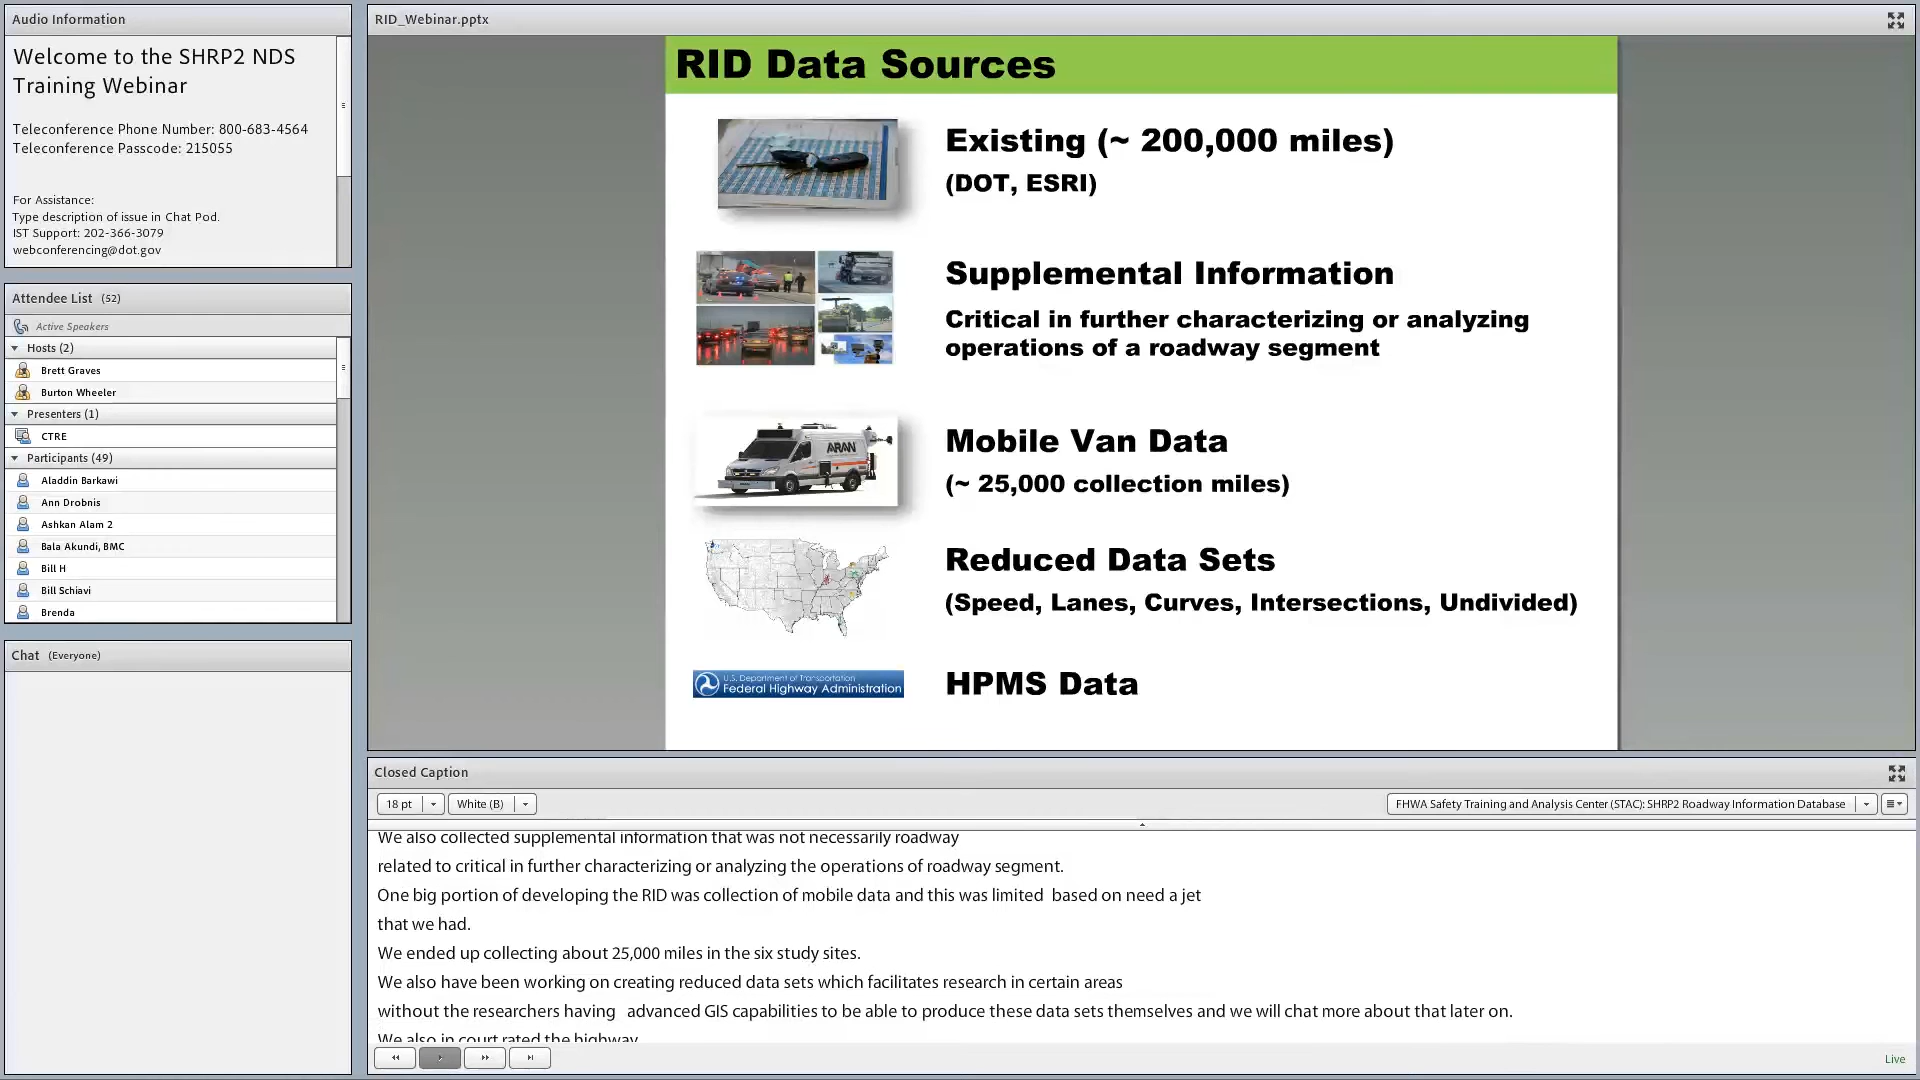 Audio Information
Welcome to the SHRP2 NDS
Training Webinar
Teleconference Phone Number: 800-683-4564
Teleconference Passcode: 215055
For Assistance:
Type description of issue in Chat Pod.
IST Support: 202-366-3079
webconferencing@dot.gov
Attendee List (52)
Active Speakers
Hosts (2)
Brett Graves
Burton Wheeler
Presenters (1)
CTRE
Participants (49)
Aladdin Barkawi
Ann Drobnis
Ashkan Alam 2
Bala Akundi, BMC
Bill H
Bill Schiavi
Brenda
Chat (Everyone)
RID_Webinar.pptx
RID Data Sources
Existing (~ 200,000 miles)
(DOT, ESRI)
Supplemental Information
Critical in further characterizing or analyzing
operations of a roadway segment
ARAN
Mobile Van Data
(~ 25,000 collection miles)
Reduced Data Sets
(Speed, Lanes, Curves, Intersections, Undivided)
U.S. Department of Transportation
Federal Highway Administration
HPMS Data
Closed Caption
18 pt
White (B)
FHWA Safety Training and Analysis Center (STAC): SHRP2 Roadway Information Database
We also collected supplemental information that was not necessarily roadway
related to critical in further characterizing or analyzing the operations of roadway segment.
One big portion of developing the RID was collection of mobile data and this was limited based on need a jet
that we had.
We ended up collecting about 25,000 miles in the six study sites.
We also have been working on creating reduced data sets which facilitates research in certain areas
without the researchers having advanced GIS capabilities to be able to produce these data sets themselves and we will chat more about that later on.
We also in court rated the highway
Live